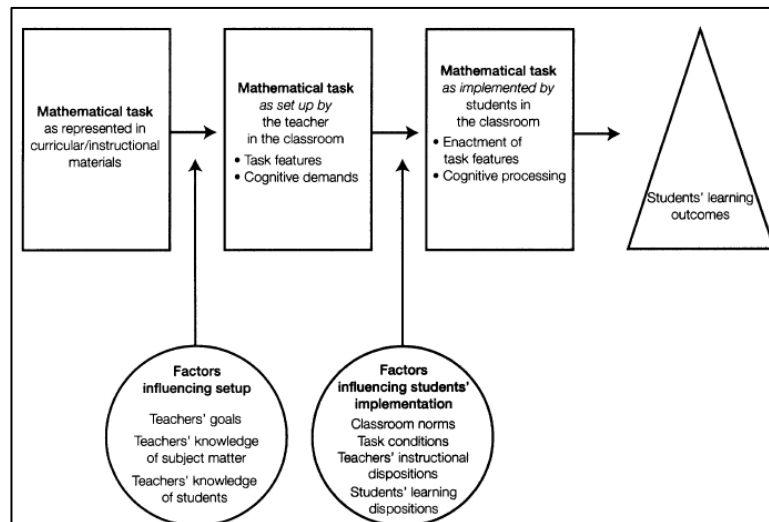 Mathematical task
as represented in
curricular/instructional
materials
Mathematical task
as set up by
the teacher
in the classroom
• Task features
• Cognitive demands
Mathematical task
as implemented by
students in
the classroom
• Enactment of
task features
• Cognitive processing
Students' learning
outcomes
Factors
influencing setup
Teachers' goals
Teachers' knowledge
of subject matter
Teachers' knowledge
of students
Factors
influencing students'
implementation
Classroom norms
Task conditions
Teachers' instructional
dispositions
Students' learning
dispositions